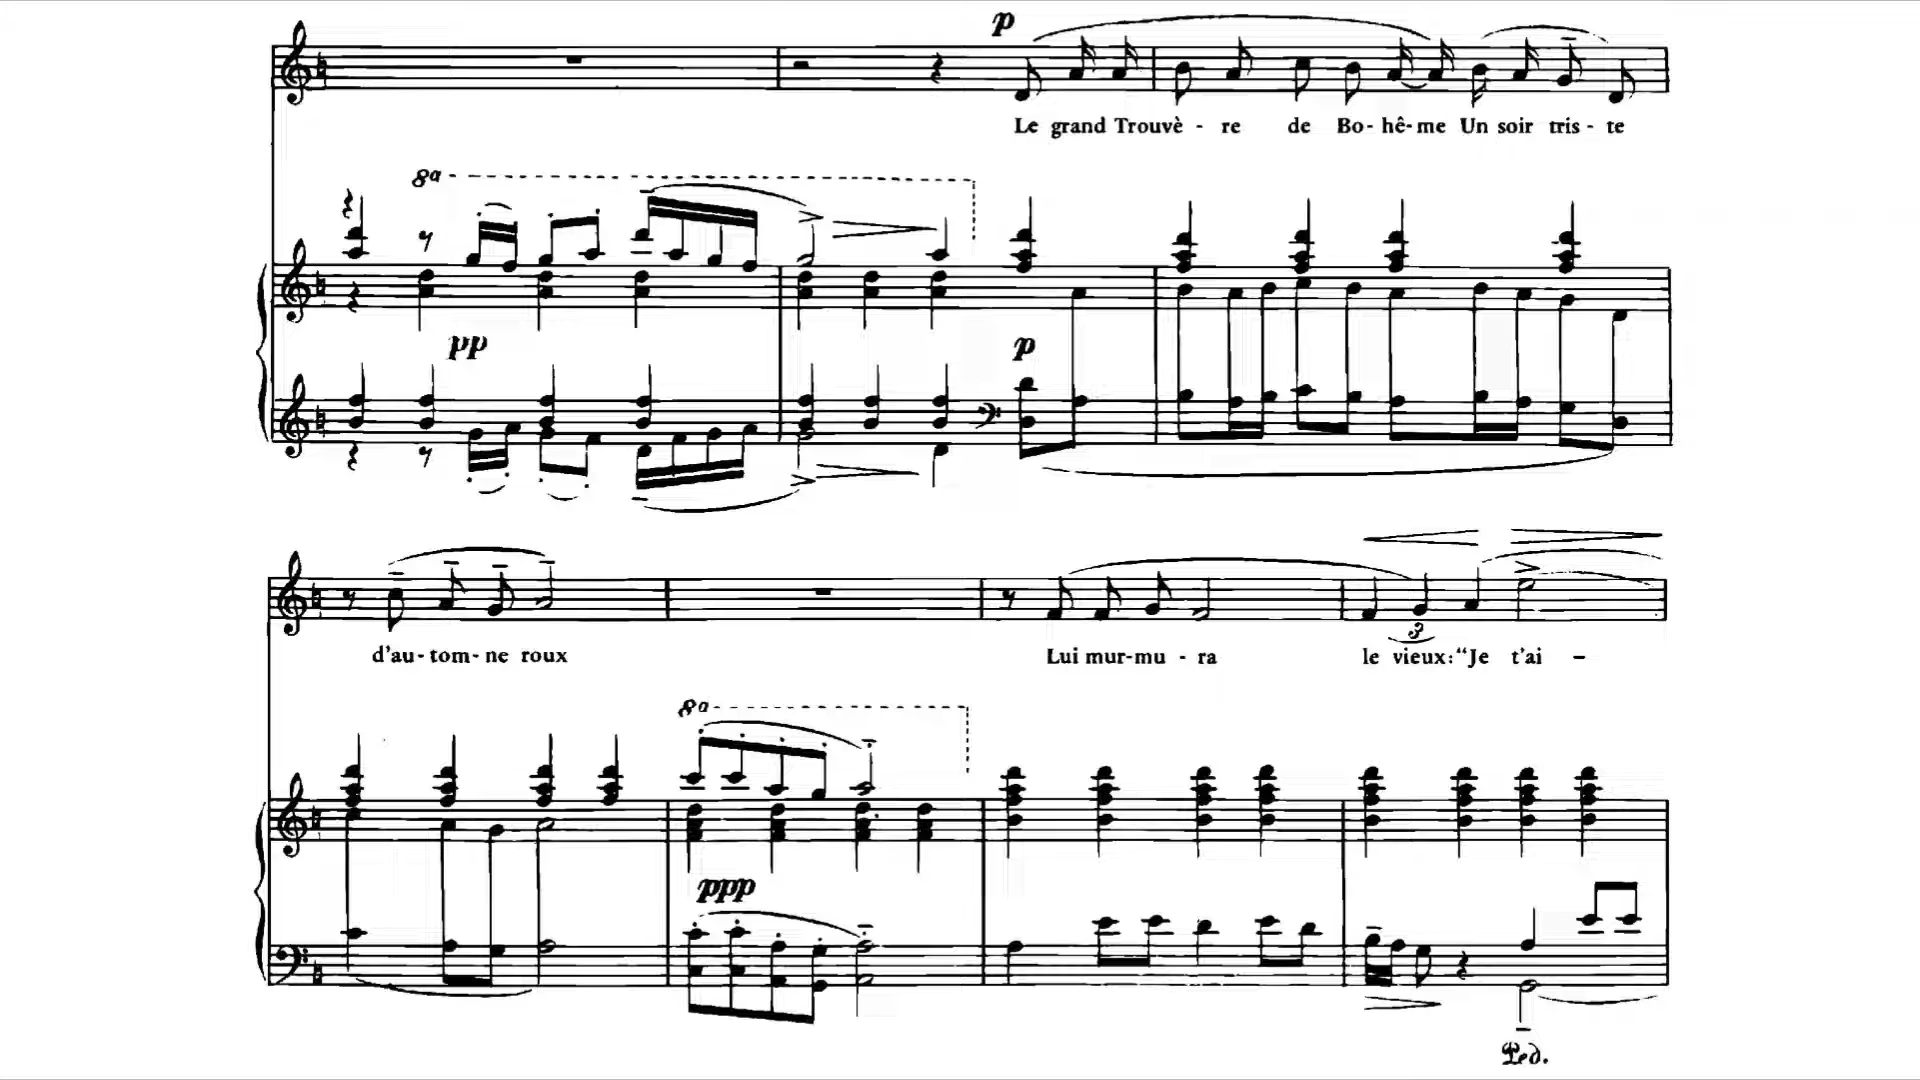 p
Le grand Trouvè - re de Bo-hê-me Un soir tris - te
8a
pp p
d'au-tom-ne roux Lui mur-mu - ra le vieux: “Je t'ai –
3
8a
ppp
Ped.